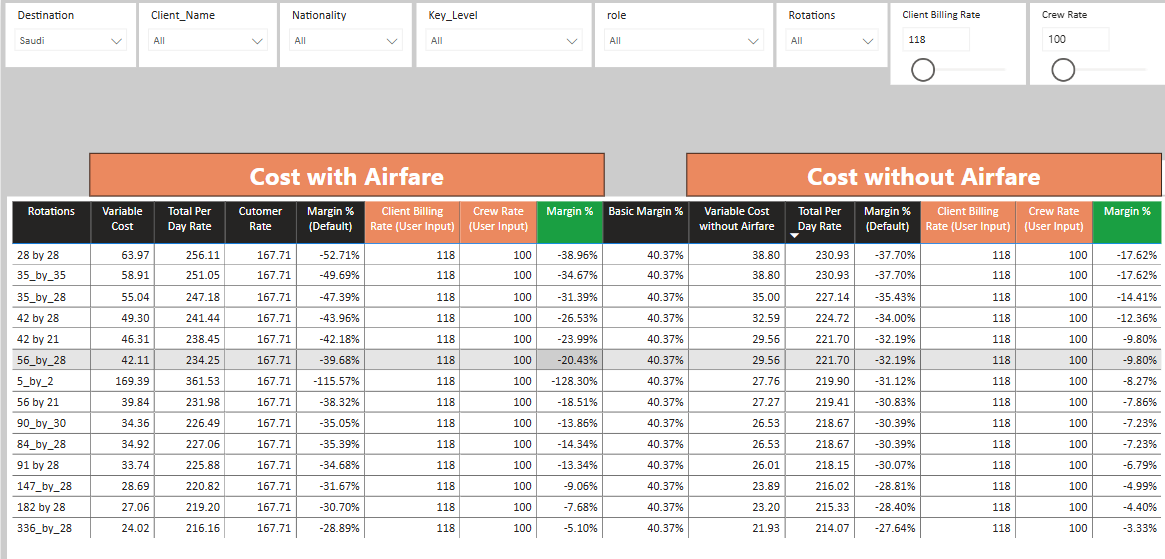 Destination Client_Name Nationality Key_Level role Rotations Client Billing Rate Crew Rate
Saudi All All All All All 118 100
Cost with Airfare Cost without Airfare
Rotations Variable Cost Total Per Day Rate Cutomer Rate Margin % (Default) Client Billing Rate (User Input) Crew Rate (User Input) Margin % Basic Margin % Variable Cost without Airfare Total Per Day Rate Margin % (Default) Client Billing Rate (User Input) Crew Rate (User Input) Margin %
28 by 28 63.97 256.11 167.71 -52.71% 118 100 -38.96% 40.37% 38.80 230.93 -37.70% 118 100 -17.62%
35_by_35 58.91 251.05 167.71 -49.69% 118 100 -34.67% 40.37% 38.80 230.93 -37.70% 118 100 -17.62%
35_by_28 55.04 247.18 167.71 -47.39% 118 100 -31.39% 40.37% 35.00 227.14 -35.43% 118 100 -14.41%
42 by 28 49.30 241.44 167.71 -43.96% 118 100 -26.53% 40.37% 32.59 224.72 -34.00% 118 100 -12.36%
42 by 21 46.31 238.45 167.71 -42.18% 118 100 -23.99% 40.37% 29.56 221.70 -32.19% 118 100 -9.80%
56_by_28 42.11 234.25 167.71 -39.68% 118 100 -20.43% 40.37% 29.56 221.70 -32.19% 118 100 -9.80%
5_by_2 169.39 361.53 167.71 -115.57% 118 100 -128.30% 40.37% 27.76 219.90 -31.12% 118 100 -8.27%
56 by 21 39.84 231.98 167.71 -38.32% 118 100 -18.51% 40.37% 27.27 219.41 -30.83% 118 100 -7.86%
90_by_30 34.36 226.49 167.71 -35.05% 118 100 -13.86% 40.37% 26.53 218.67 -30.39% 118 100 -7.23%
84_by_28 34.92 227.06 167.71 -35.39% 118 100 -14.34% 40.37% 26.53 218.67 -30.39% 118 100 -7.23%
91 by 28 33.74 225.88 167.71 -34.68% 118 100 -13.34% 40.37% 26.01 218.15 -30.07% 118 100 -6.79%
147_by_28 28.69 220.82 167.71 -31.67% 118 100 -9.06% 40.37% 23.89 216.02 -28.81% 118 100 -4.99%
182 by 28 27.06 219.20 167.71 -30.70% 118 100 -7.68% 40.37% 23.20 215.33 -28.40% 118 100 -4.40%
336_by_28 24.02 216.16 167.71 -28.89% 118 100 -5.10% 40.37% 21.93 214.07 -27.64% 118 100 -3.33%